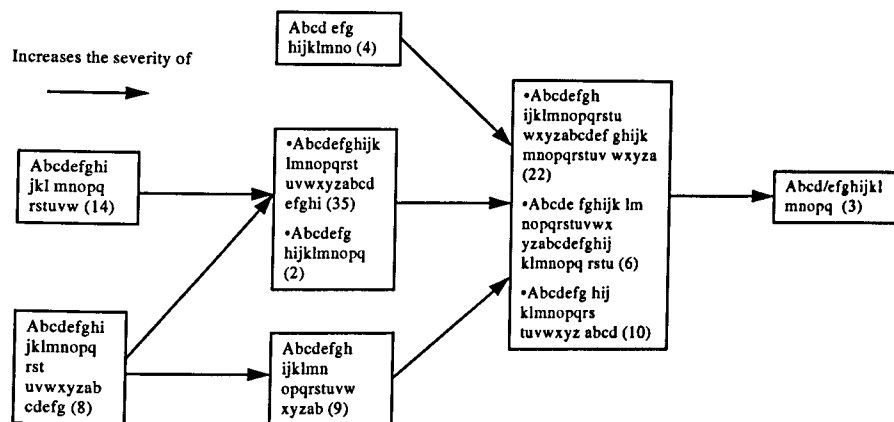 Increases the severity of
Abcd efg
hijklmno (4)
Abcdefghi
jkl mnopq
rstuvw (14)
Abcdefghi
jklmnopq
rst
uvwxyzab
cdefg (8)
•Abcdefghijk
lmnopqrst
uvwxyzabcd
efghi (35)
•Abcdefg
hijklmnopq
(2)
Abcdefgh
ijklmn
opqrstuvw
xyzab (9)
•Abcdefgh
ijklmnopqrstu
wxyzabcdef ghijk
mnopqrstuv wxyza
(22)
•Abcde fghijk lm
nopqrstuvwx
yzabcdefghij
klmnopq rstu (6)
•Abcdefg hij
klmnopqrs
tuvwxyz abcd (10)
Abcd/efghijkl
mnopq (3)